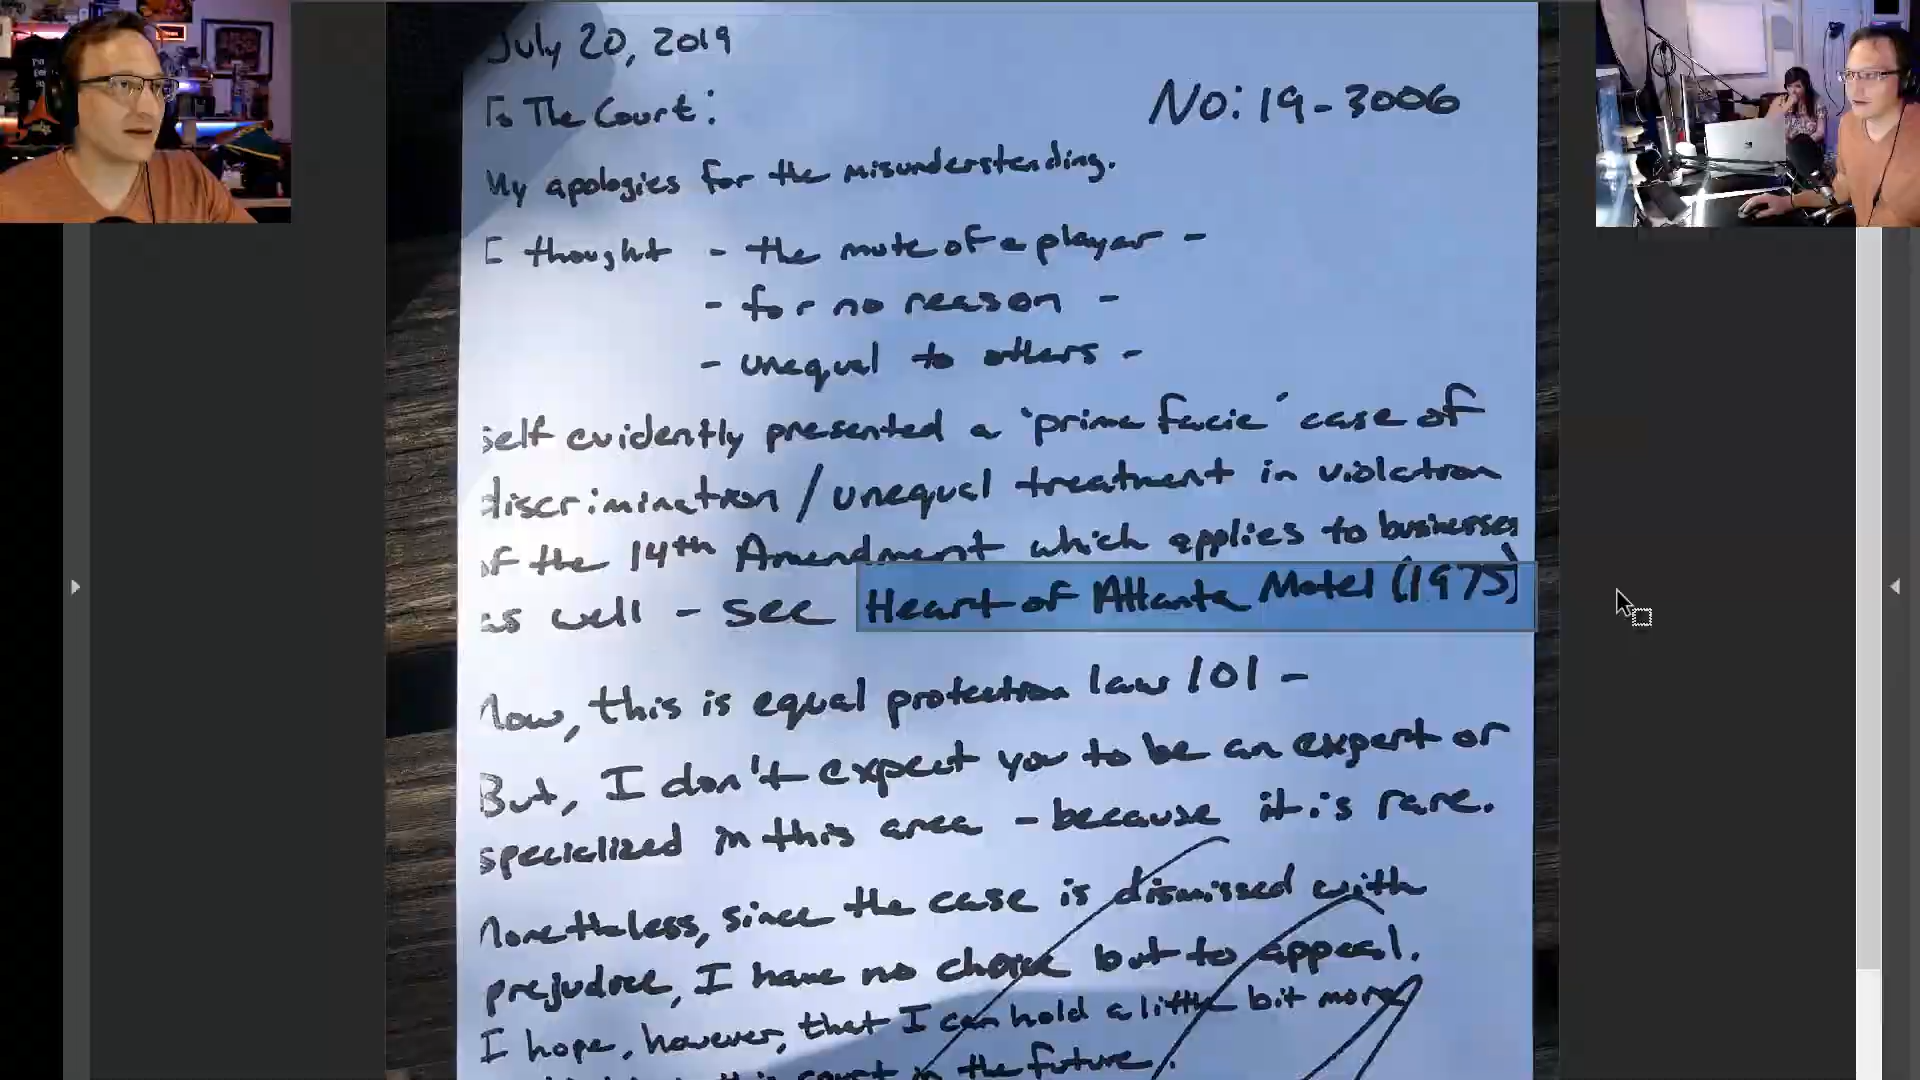 July 20, 2019
To The Court:
No: 19-3006
My apologies for the misunderstanding.
I thought - the mute of a player -
- for no reason -
- unequal to others -
self evidently presented a 'prima facie' case of
discrimination / unequal treatment in violation
of the 14th Amendment which applies to businesses
as well - see Heart of Atlanta Motel (1975)
Now, this is equal protection law 101 -
But, I don't expect you to be an expert or
specialized in this area - because it is rare.
Nonetheless, since the case is dismissed with
prejudice, I have no choice but to appeal.
I hope, however, that I can hold a little bit more
this court in the future.